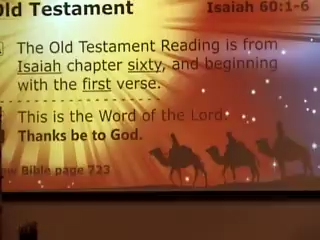 Old Testament Isaiah 60:1-6
The Old Testament Reading is from
Isaiah chapter sixty, and beginning
with the first verse.
This is the Word of the Lord.
Thanks be to God.
Bible page 723